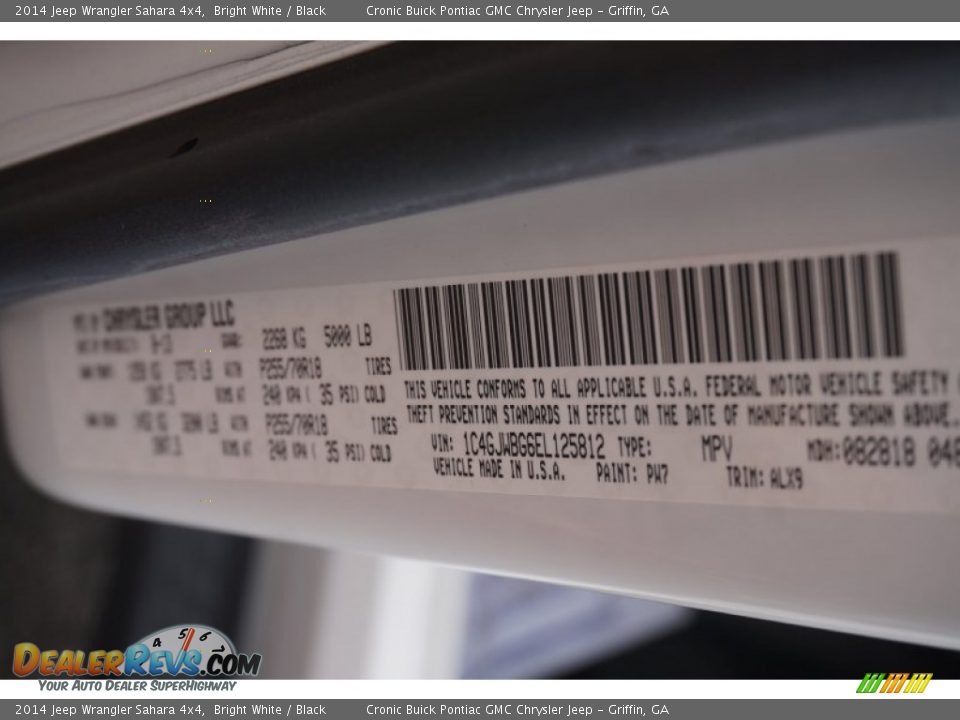 2014 Jeep Wrangler Sahara 4x4, Bright White / Black Cronic Buick Pontiac GMC Chrysler Jeep - Griffin, GA
CHRYSLER GROUP LLC
2268 KG 5000 LB
P255/70R18 TIRES
240 KPA ( 35 PSI) COLD
P255/70R18 TIRES
240 KPA ( 35 PSI) COLD
THIS VEHICLE CONFORMS TO ALL APPLICABLE U.S.A. FEDERAL MOTOR VEHICLE SAFETY
THEFT PREVENTION STANDARDS IN EFFECT ON THE DATE OF MANUFACTURE SHOWN ABOVE.
VIN: 1C4GJWBG6EL125812 TYPE: MPV MDH: 082818 048
VEHICLE MADE IN U.S.A. PAINT: PW7 TRIM: ALX9
4 5 6
DEALERREVS.COM
YOUR AUTO DEALER SUPERHIGHWAY
2014 Jeep Wrangler Sahara 4x4, Bright White / Black Cronic Buick Pontiac GMC Chrysler Jeep - Griffin, GA